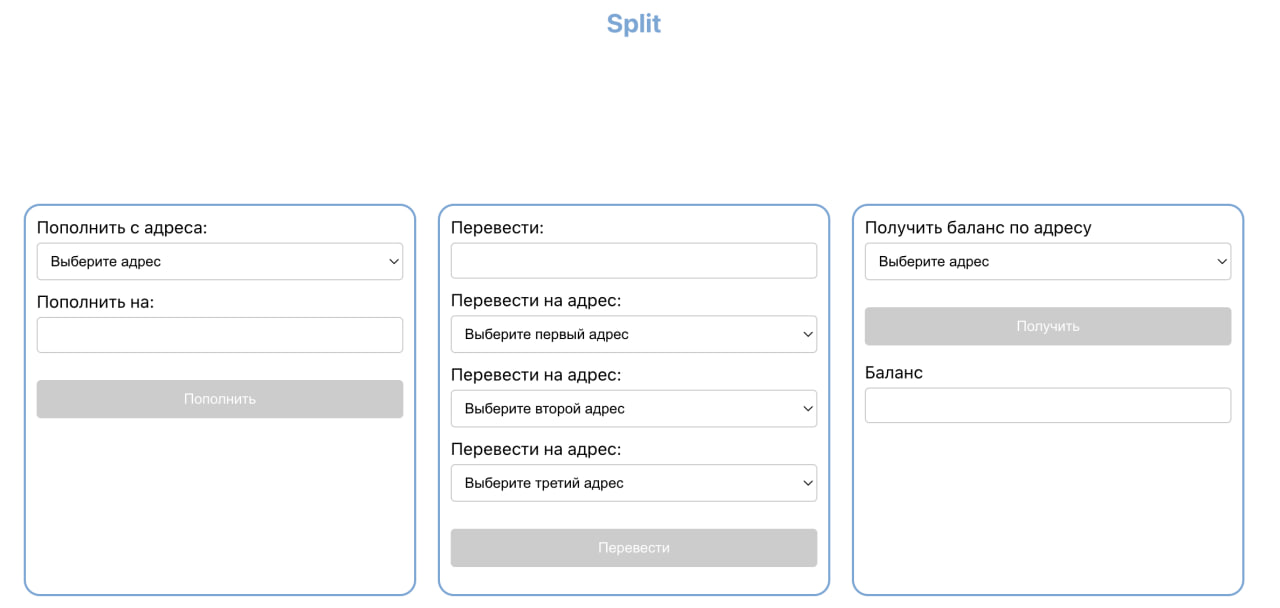 Split
Пополнить с адреса:
Выберите адрес
Пополнить на:
Пополнить
Перевести:
Перевести на адрес:
Выберите первый адрес
Перевести на адрес:
Выберите второй адрес
Перевести на адрес:
Выберите третий адрес
Перевести
Получить баланс по адресу
Выберите адрес
Получить
Баланс